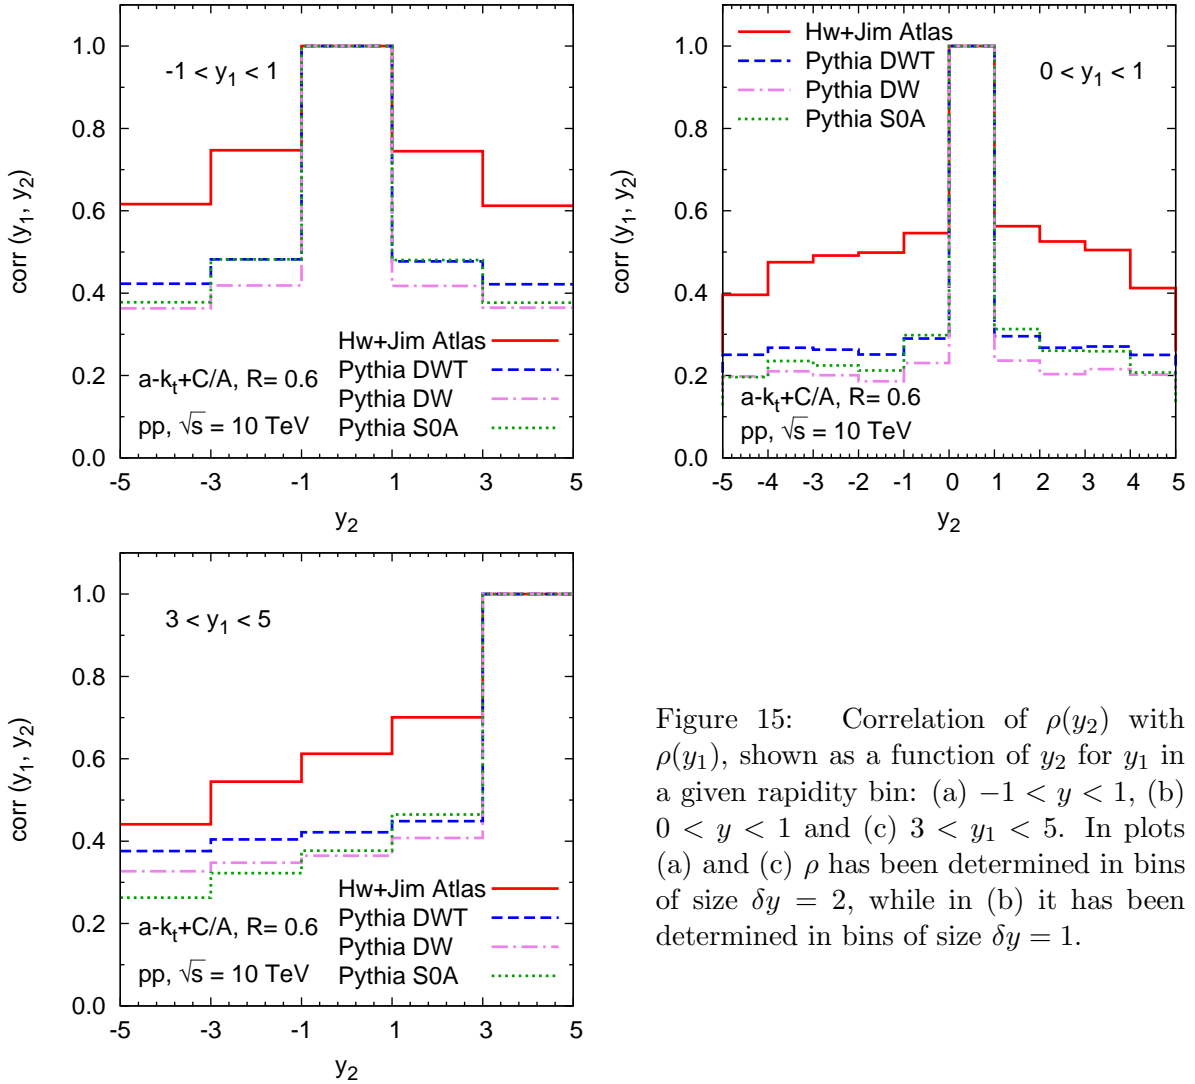 1.0
0.8
0.6
0.4
0.2
0.0
corr (y1, y2)
-1 < y1 < 1
Hw+Jim Atlas
Pythia DWT
Pythia DW
Pythia S0A
a-kt+C/A, R= 0.6
pp, √s = 10 TeV
-5 -3 -1 1 3 5
y2
1.0
0.8
0.6
0.4
0.2
0.0
corr (y1, y2)
Hw+Jim Atlas
Pythia DWT
Pythia DW
Pythia S0A
0 < y1 < 1
a-kt+C/A, R= 0.6
pp, √s = 10 TeV
-5 -4 -3 -2 -1 0 1 2 3 4 5
y2
1.0
0.8
0.6
0.4
0.2
0.0
corr (y1, y2)
3 < y1 < 5
Hw+Jim Atlas
Pythia DWT
Pythia DW
Pythia S0A
a-kt+C/A, R= 0.6
pp, √s = 10 TeV
-5 -3 -1 1 3 5
y2
Figure 15: Correlation of ρ(y2) with
ρ(y1), shown as a function of y2 for y1 in
a given rapidity bin: (a) −1 < y < 1, (b)
0 < y < 1 and (c) 3 < y1 < 5. In plots
(a) and (c) ρ has been determined in bins
of size δy = 2, while in (b) it has been
determined in bins of size δy = 1.